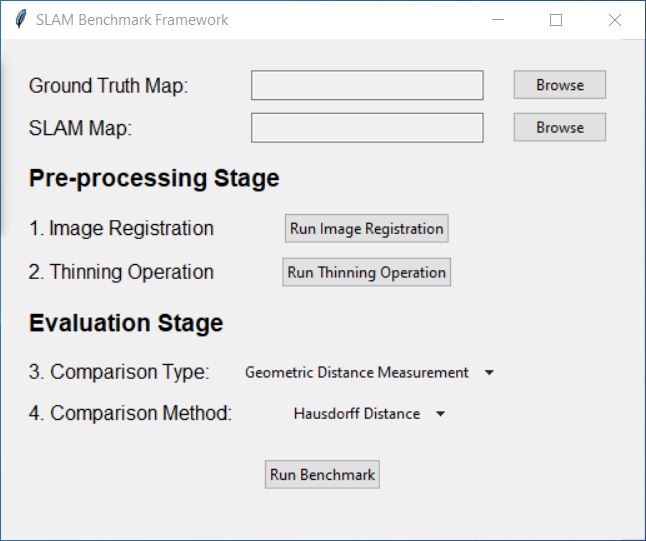 SLAM Benchmark Framework
Ground Truth Map: Browse
SLAM Map: Browse
Pre-processing Stage
1. Image Registration Run Image Registration
2. Thinning Operation Run Thinning Operation
Evaluation Stage
3. Comparison Type: Geometric Distance Measurement
4. Comparison Method: Hausdorff Distance
Run Benchmark